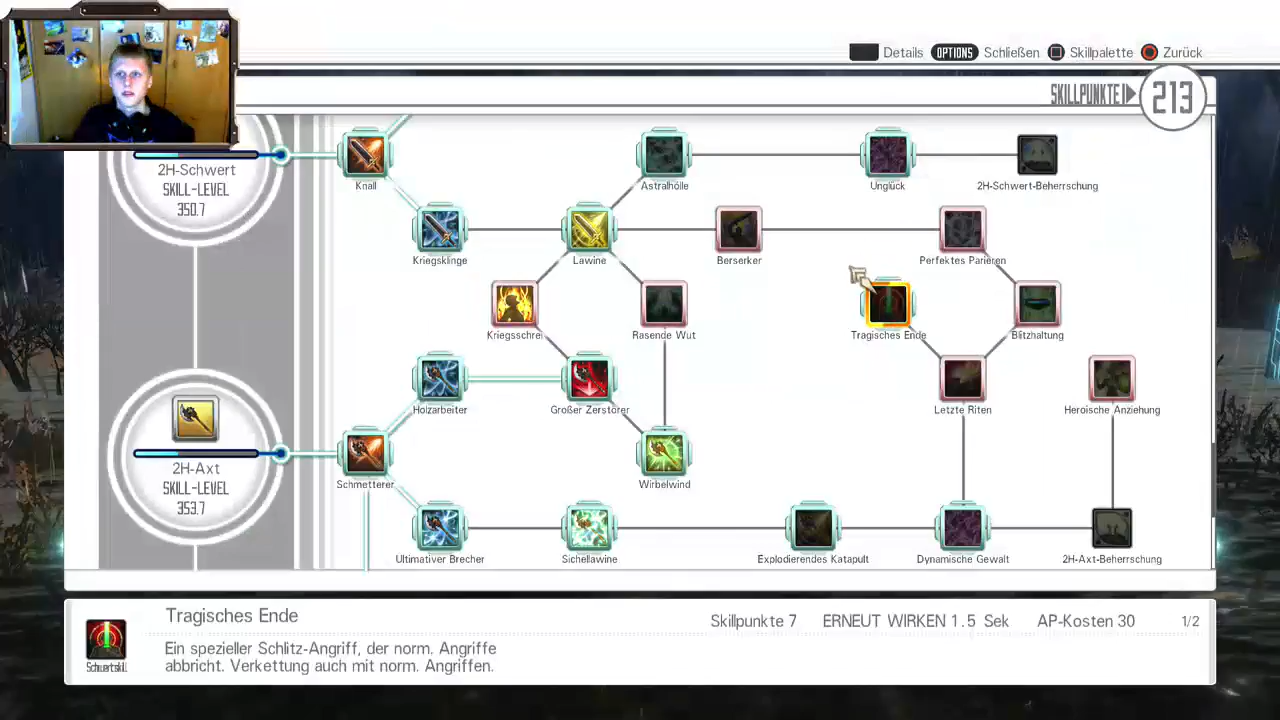 Details OPTIONS Schließen Skillpalette Zurück
SKILLPUNKTE 213
2H-Schwert
SKILL-LEVEL
350.7
Knall
Astralhölle
Unglück
2H-Schwert-Beherrschung
Kriegsklinge
Lawine
Berserker
Perfektes Parieren
Kriegsschrei
Rasende Wut
Tragisches Ende
Blitzhaltung
Holzarbeiter
Großer Zerstörer
Letzte Riten
Heroische Anziehung
2H-Axt
SKILL-LEVEL
353.7
Schmetterer
Wirbelwind
Ultimativer Brecher
Sichellawine
Explodierendes Katapult
Dynamische Gewalt
2H-Axt-Beherrschung
Tragisches Ende
Skillpunkte 7 ERNEUT WIRKEN 1.5 Sek AP-Kosten 30 1/2
Ein spezieller Schlitz-Angriff, der norm. Angriffe
abbricht. Verkettung auch mit norm. Angriffen.
Schwertskill